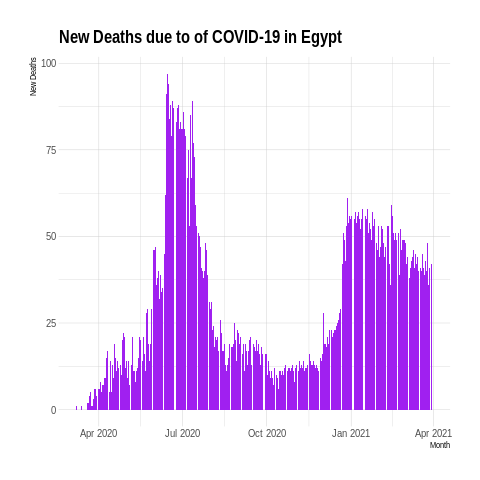 New Deaths due to of COVID-19 in Egypt
New Deaths
100
75
50
25
0
Apr 2020 Jul 2020 Oct 2020 Jan 2021 Apr 2021
Month